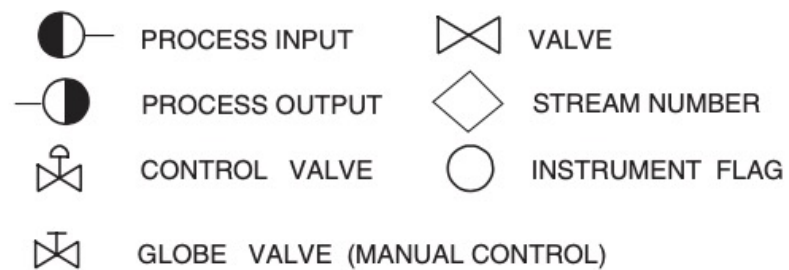 PROCESS INPUT
VALVE
PROCESS OUTPUT
STREAM NUMBER
CONTROL VALVE
INSTRUMENT FLAG
GLOBE VALVE (MANUAL CONTROL)